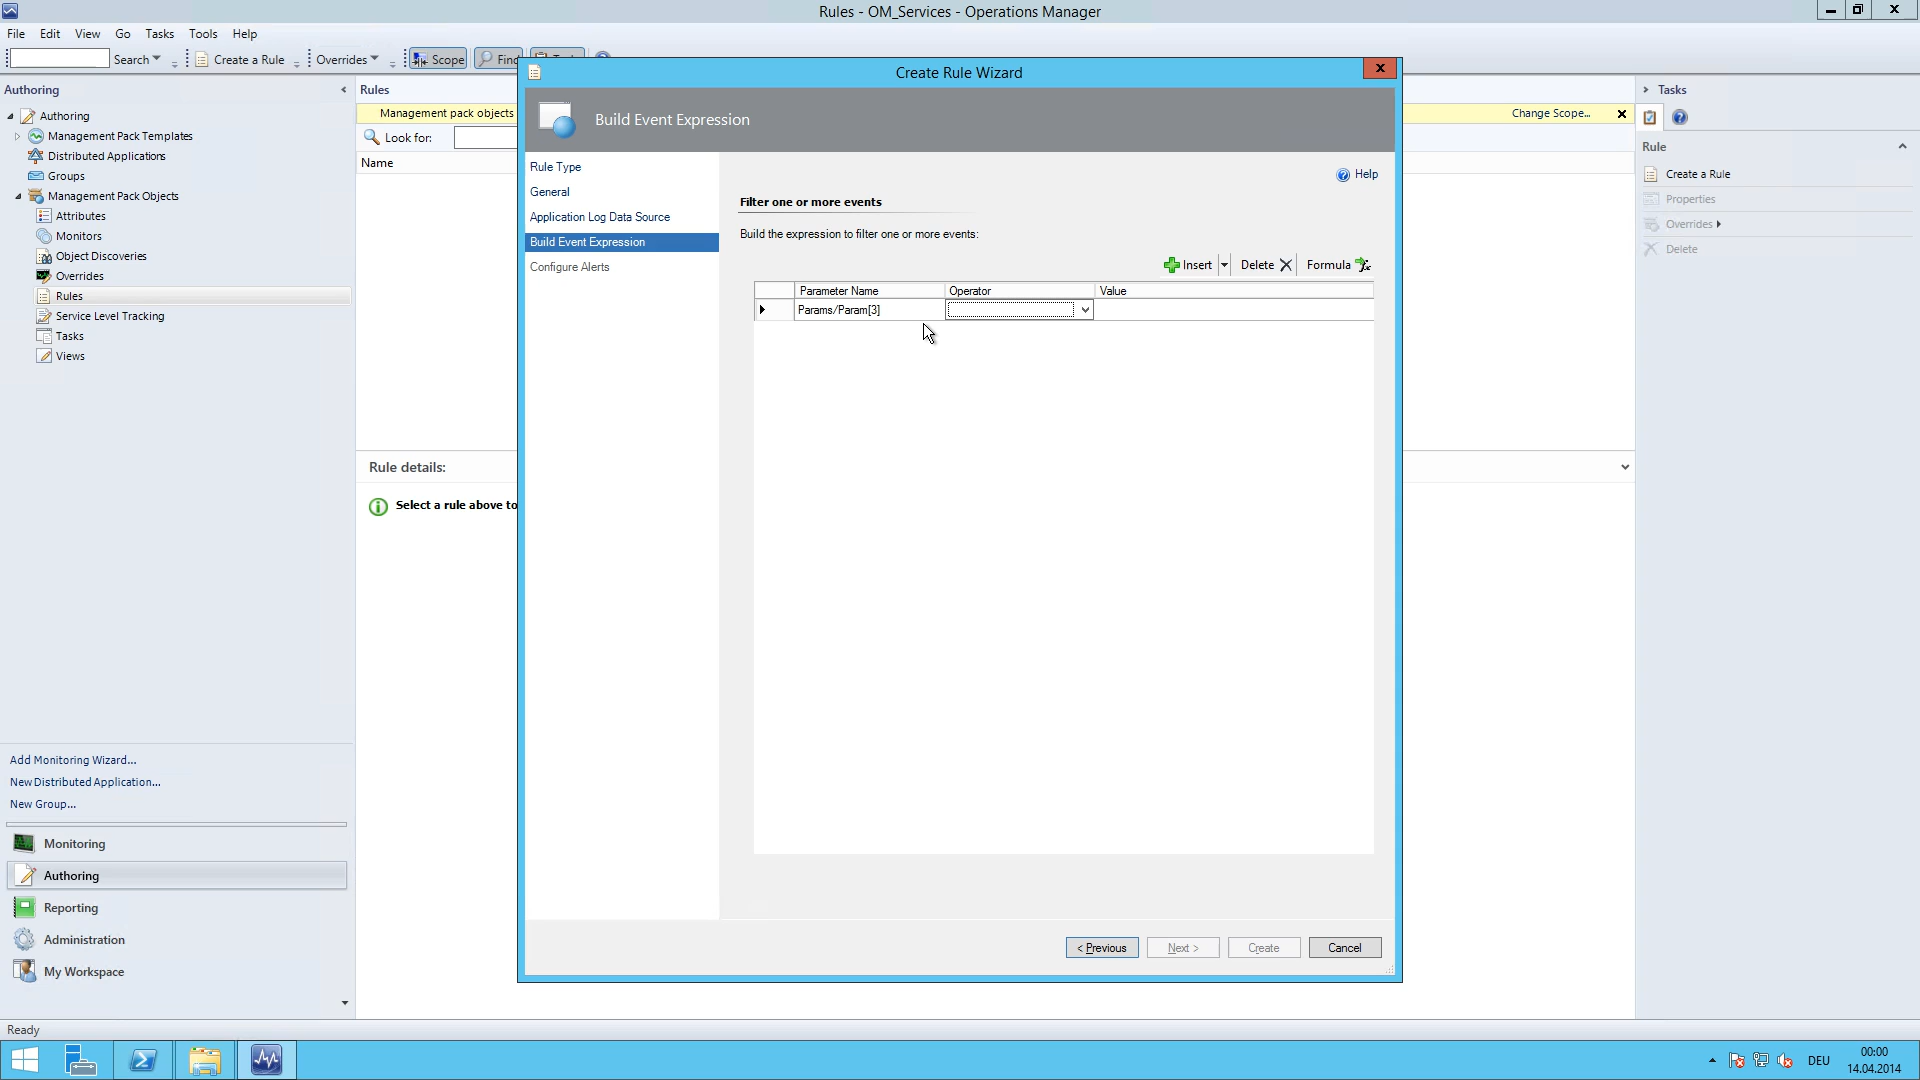 Rules - OM_Services - Operations Manager
File Edit View Go Tasks Tools Help
Search Create a Rule Overrides Scope Find
Create Rule Wizard
Authoring
Authoring
Management Pack Templates
Distributed Applications
Groups
Management Pack Objects
Attributes
Monitors
Object Discoveries
Overrides
Rules
Service Level Tracking
Tasks
Views
Add Monitoring Wizard...
New Distributed Application...
New Group...
Monitoring
Authoring
Reporting
Administration
My Workspace
Rules
Management pack objects
Change Scope...
Look for:
Name
Rule details:
Select a rule above to
Build Event Expression
Rule Type
General
Application Log Data Source
Build Event Expression
Configure Alerts
Help
Filter one or more events
Build the expression to filter one or more events:
Insert Delete Formula
Parameter Name Operator Value
Params/Param[3]
< Previous Next > Create Cancel
Tasks
Rule
Create a Rule
Properties
Overrides
Delete
Ready
DEU
00:00
14.04.2014